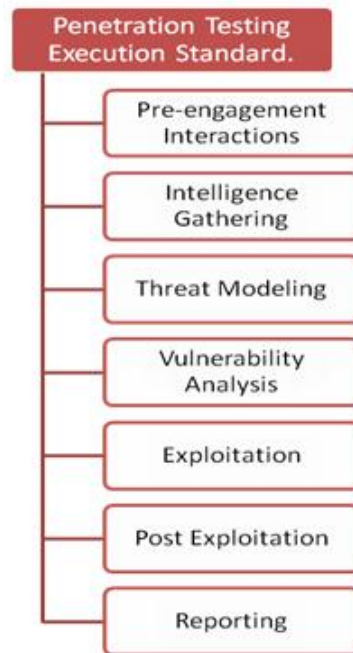 Penetration Testing
Execution Standard.
Pre-engagement
Interactions
Intelligence
Gathering
Threat Modeling
Vulnerability
Analysis
Exploitation
Post Exploitation
Reporting